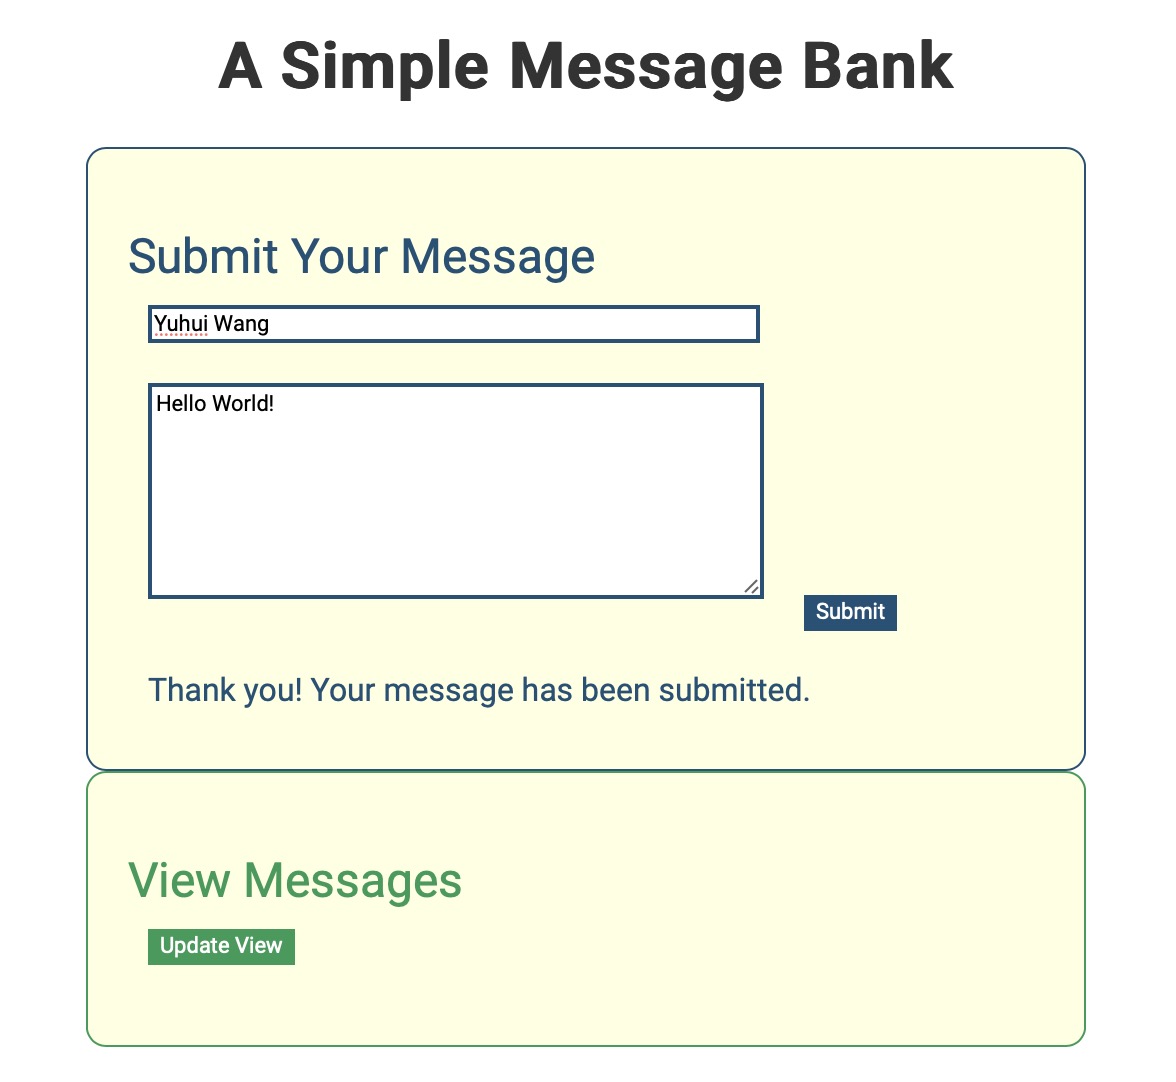 A Simple Message Bank
Submit Your Message
Yuhui Wang
Hello World!
Submit
Thank you! Your message has been submitted.
View Messages
Update View